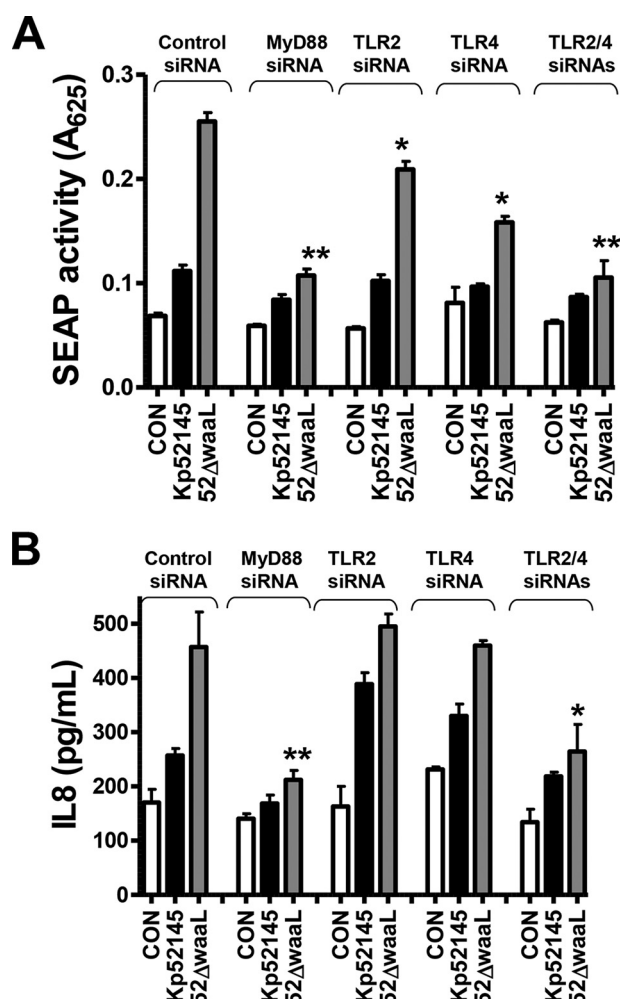 A
Control MyD88 TLR2 TLR4 TLR2/4
siRNA siRNA siRNA siRNA siRNAs
SEAP activity (A625)
0.3
0.2
0.1
0.0
* * ** **
CON Kp52145 52ΔwaaL CON Kp52145 52ΔwaaL CON Kp52145 52ΔwaaL CON Kp52145 52ΔwaaL CON Kp52145 52ΔwaaL
B
Control MyD88 TLR2 TLR4 TLR2/4
siRNA siRNA siRNA siRNA siRNAs
IL8 (pg/mL)
500
400
300
200
100
0
** *
CON Kp52145 52ΔwaaL CON Kp52145 52ΔwaaL CON Kp52145 52ΔwaaL CON Kp52145 52ΔwaaL CON Kp52145 52ΔwaaL